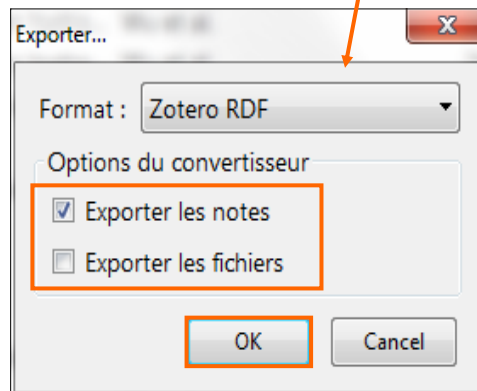 Exporter...
Format : Zotero RDF
Options du convertisseur
Exporter les notes
Exporter les fichiers
OK Cancel